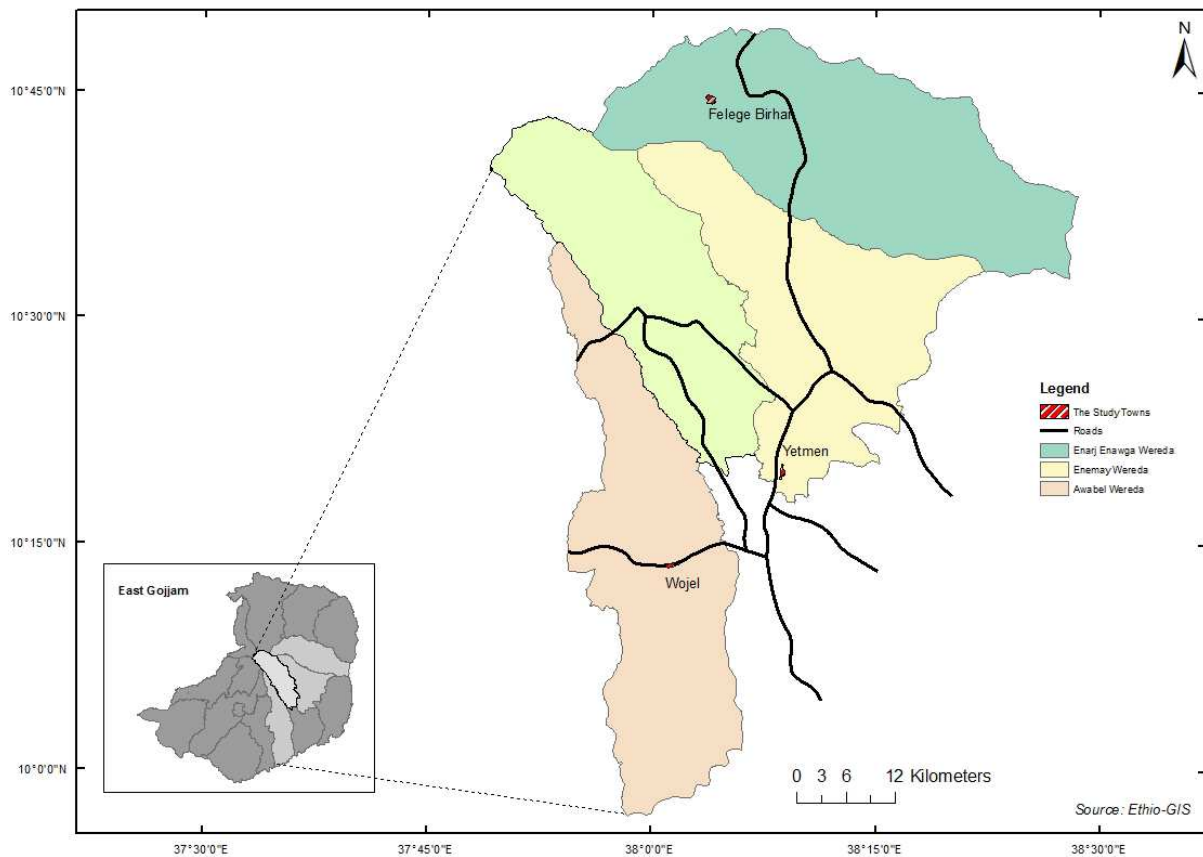 N
10°45'0"N
Felege Birhan
10°30'0"N
Legend
The Study Towns
Roads
Enarj Enawga Wereda
Enemay Wereda
Awabel Wereda
Yetmen
10°15'0"N
Wojel
East Gojjam
10°0'0"N
0 3 6 12 Kilometers
Source: Ethio-GIS
37°30'0"E 37°45'0"E 38°0'0"E 38°15'0"E 38°30'0"E